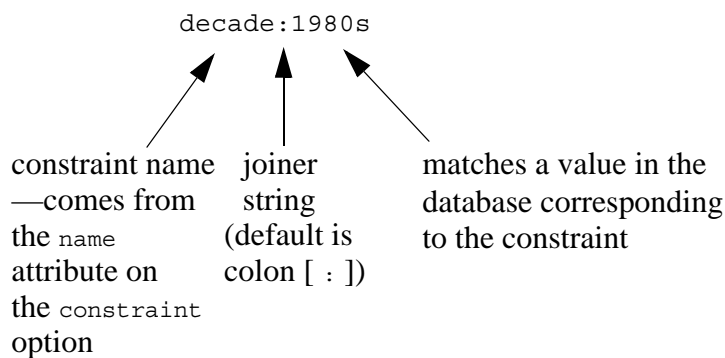 decade:1980s
constraint name
—comes from
the name
attribute on
the constraint
option
joiner
string
(default is
colon [ : ])
matches a value in the
database corresponding
to the constraint